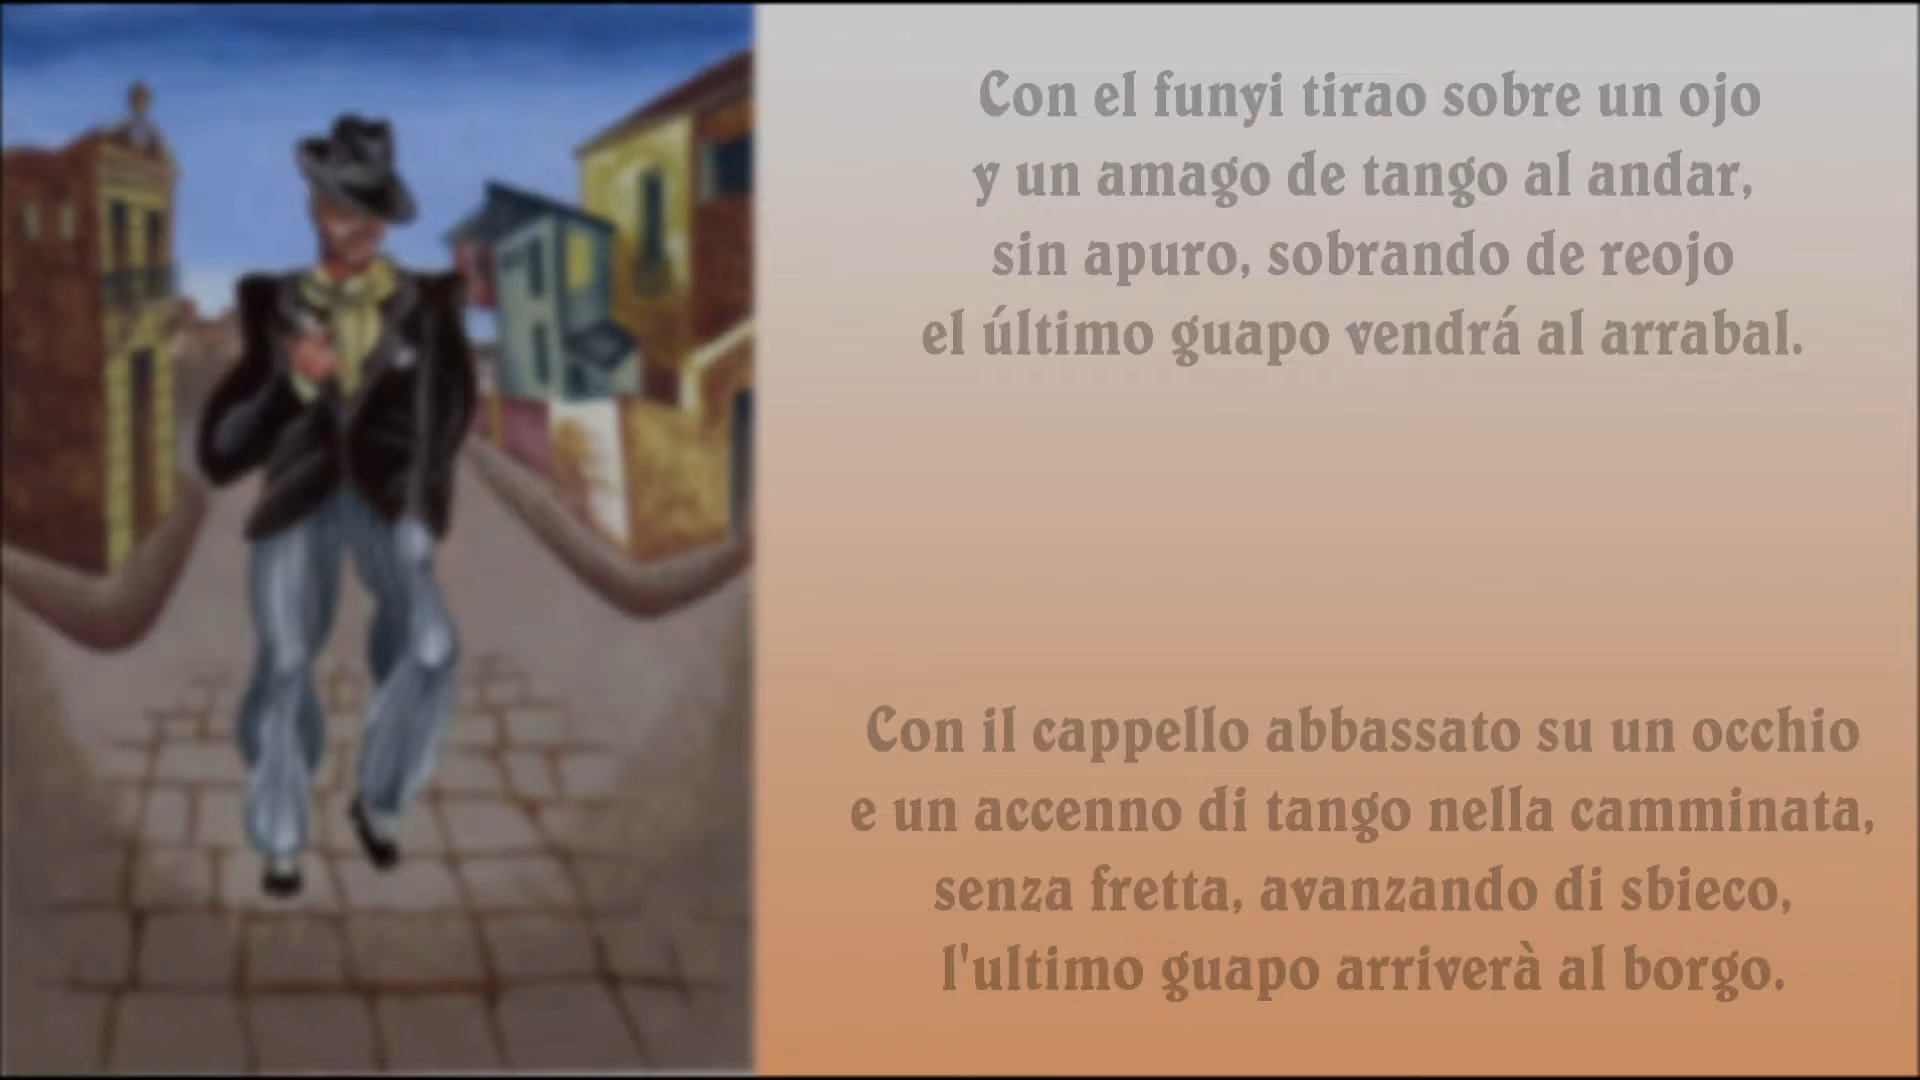 Con el funyi tirao sobre un ojo
y un amago de tango al andar,
sin apuro, sobrando de reojo
el último guapo vendrá al arrabal.
Con il cappello abbassato su un occhio
e un accenno di tango nella camminata,
senza fretta, avanzando di sbieco,
l'ultimo guapo arriverà al borgo.